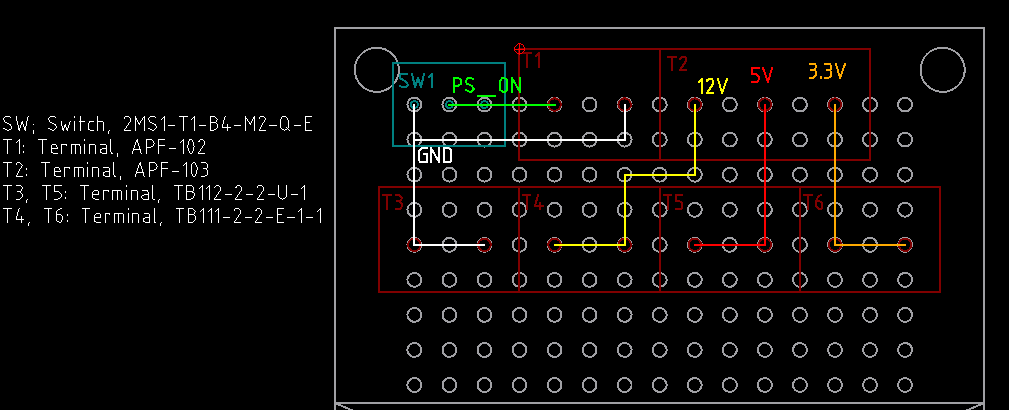 SW1
PS_ON
T1
T2
12V
5V
3.3V
SW; Switch, 2MS1-T1-B4-M2-Q-E
T1: Terminal, APF-102
T2: Terminal, APF-103
T3, T5: Terminal, TB112-2-2-U-1
T4, T6: Terminal, TB111-2-2-E-1-1
GND
T3
T4
T5
T6